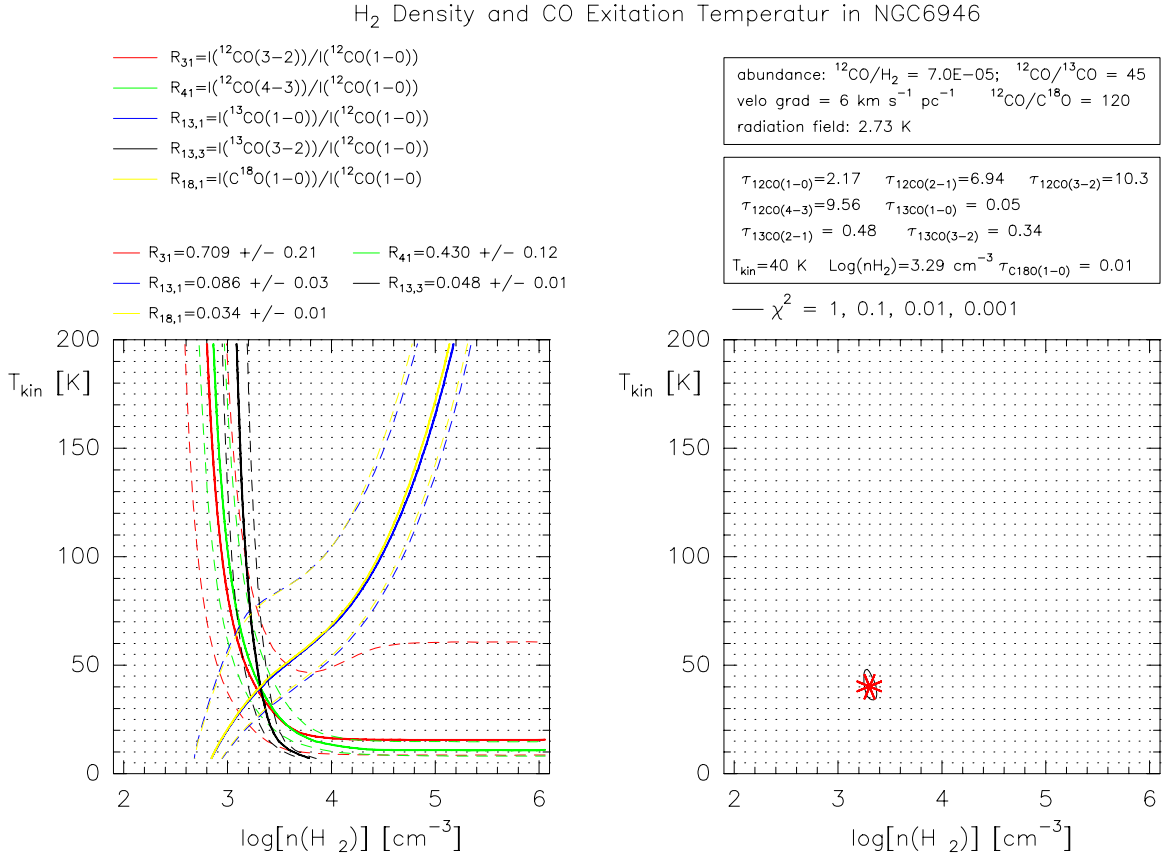 H₂ Density and CO Exitation Temperatur in NGC6946
R₃₁=I(¹²CO(3−2))/I(¹²CO(1−0))
R₄₁=I(¹²CO(4−3))/I(¹²CO(1−0))
R₁₃,₁=I(¹³CO(1−0))/I(¹²CO(1−0))
R₁₃,₃=I(¹³CO(3−2))/I(¹²CO(1−0))
R₁₈,₁=I(C¹⁸O(1−0))/I(¹²CO(1−0)
abundance: ¹²CO/H₂ = 7.0E−05; ¹²CO/¹³CO = 45
velo grad = 6 km s⁻¹ pc⁻¹ ¹²CO/C¹⁸O = 120
radiation field: 2.73 K
τ12CO(1−0)=2.17 τ12CO(2−1)=6.94 τ12CO(3−2)=10.3
τ12CO(4−3)=9.56 τ13CO(1−0) = 0.05
τ13CO(2−1) = 0.48 τ13CO(3−2) = 0.34
Tkin=40 K Log(nH₂)=3.29 cm⁻³ τC180(1−0) = 0.01
R₃₁=0.709 +/− 0.21 R₄₁=0.430 +/− 0.12
R₁₃,₁=0.086 +/− 0.03 R₁₃,₃=0.048 +/− 0.01
R₁₈,₁=0.034 +/− 0.01
χ² = 1, 0.1, 0.01, 0.001
200
Tkin [K]
150
100
50
0
2 3 4 5 6
log[n(H ₂)] [cm⁻³]
200
Tkin [K]
150
100
50
0
2 3 4 5 6
log[n(H ₂)] [cm⁻³]